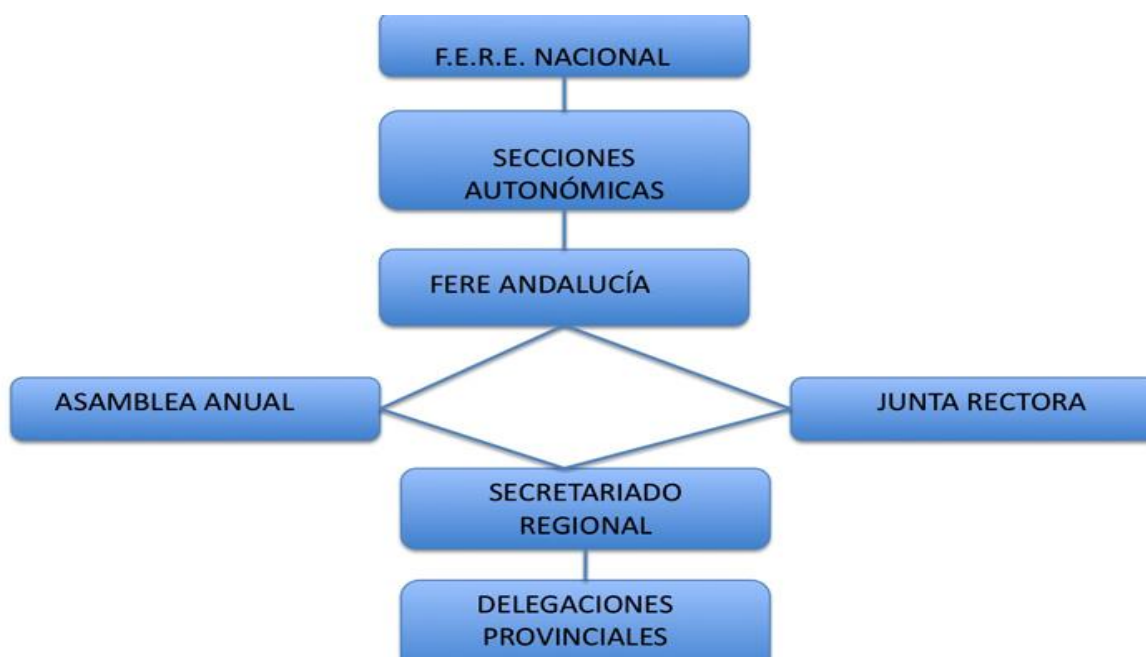 F.E.R.E. NACIONAL
SECCIONES
AUTONÓMICAS
FERE ANDALUCÍA
ASAMBLEA ANUAL
JUNTA RECTORA
SECRETARIADO
REGIONAL
DELEGACIONES
PROVINCIALES